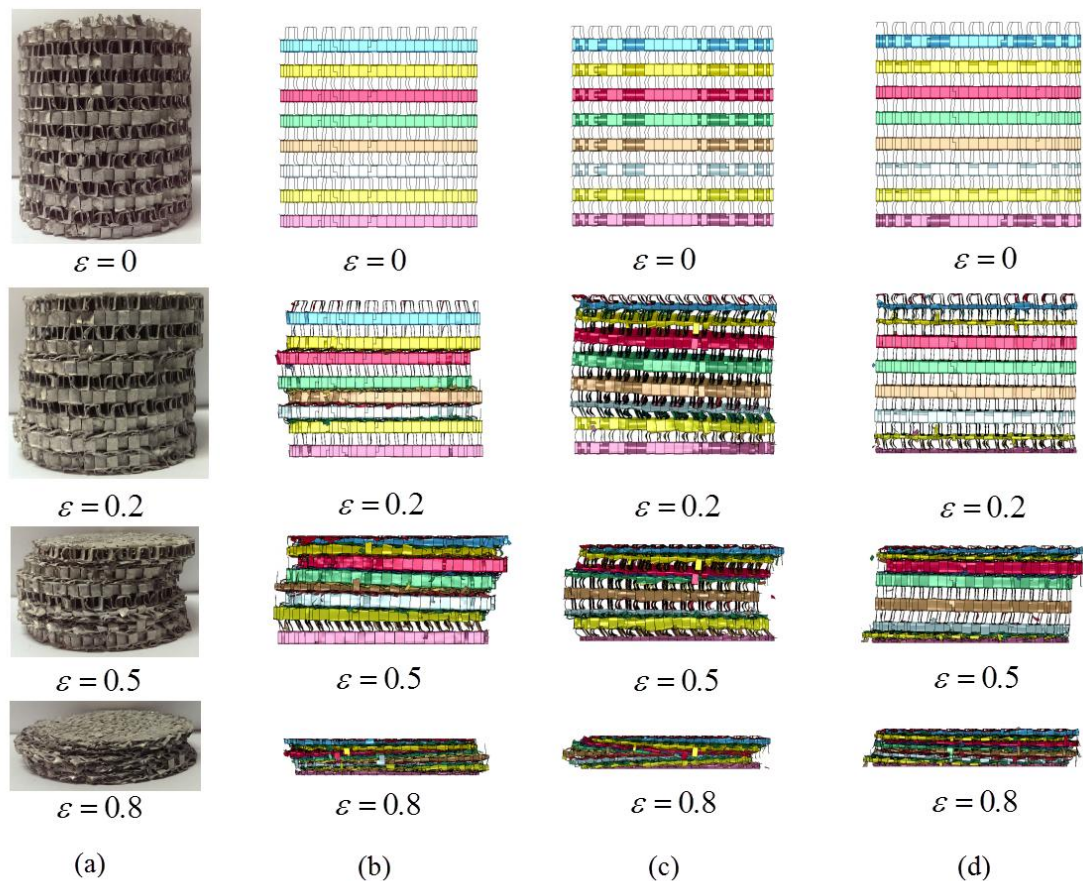 ε = 0
ε = 0
ε = 0
ε = 0
ε = 0.2
ε = 0.2
ε = 0.2
ε = 0.2
ε = 0.5
ε = 0.5
ε = 0.5
ε = 0.5
ε = 0.8
ε = 0.8
ε = 0.8
ε = 0.8
(a)
(b)
(c)
(d)